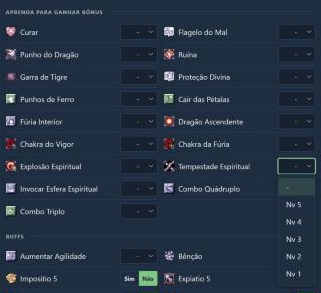 APRENDA PARA GANHAR BÔNUS
Curar - Flagelo do Mal -
Punho do Dragão - Ruína -
Garra de Tigre - Proteção Divina -
Punhos de Ferro - Cair das Pétalas -
Fúria Interior - Dragão Ascendente -
Chakra do Vigor - Chakra da Fúria -
Explosão Espiritual - Tempestade Espiritual -
Invocar Esfera Espiritual - Combo Quádruplo -
Nv 5
Combo Triplo -
Nv 4
Nv 3
BUFFS
Aumentar Agilidade - Bênção
Nv 2
Impositio 5 Sim Não Expiatio 5
Nv 1